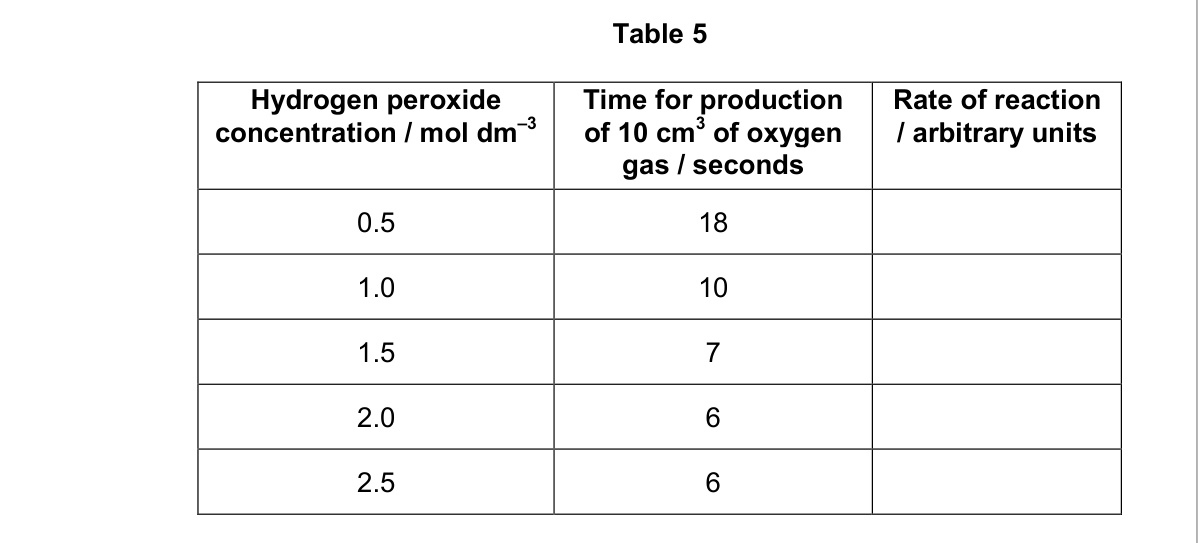 Table 5
Hydrogen peroxide
concentration / mol dm⁻³
Time for production
of 10 cm³ of oxygen
gas / seconds
Rate of reaction
/ arbitrary units
0.5 18
1.0 10
1.5 7
2.0 6
2.5 6